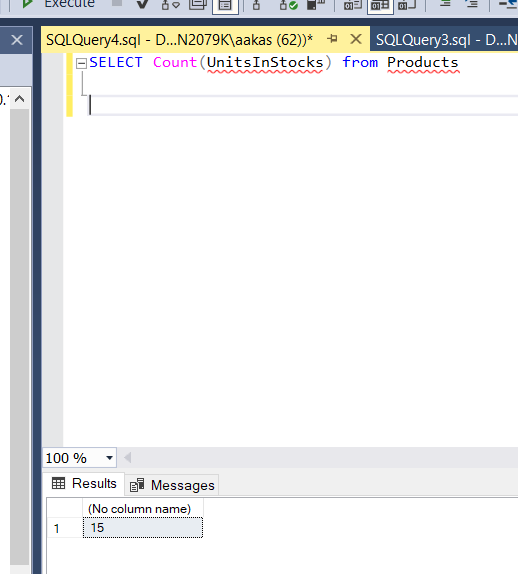 Execute
SQLQuery4.sql - D...N2079K\aakas (62))*
SQLQuery3.sql - D...N
SELECT Count(UnitsInStocks) from Products
100 %
Results
Messages
(No column name)
1
15